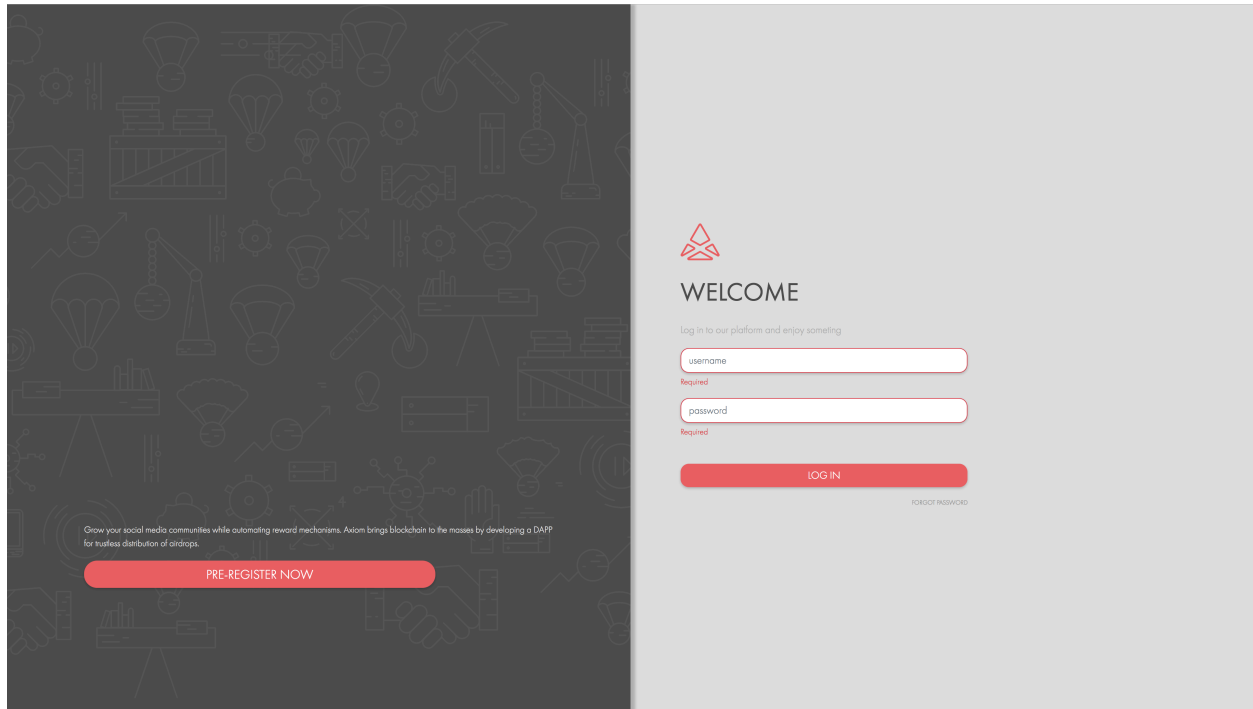 Grow your social media communities while automating reward mechanisms. Axiom brings blockchain to the masses by developing a DAPP
for trustless distribution of airdrops.
PRE-REGISTER NOW
WELCOME
Log in to our platform and enjoy someting
username
Required
password
Required
LOG IN
FORGOT PASSWORD